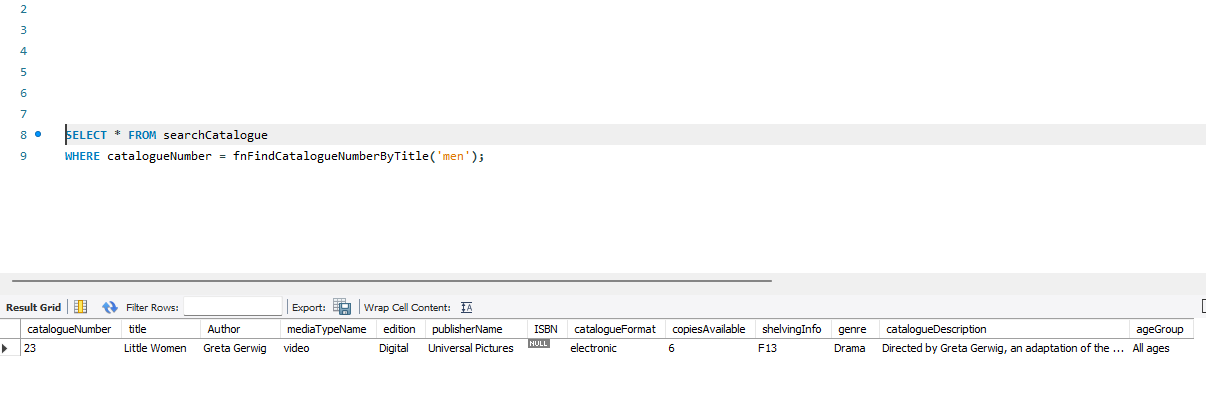 2
3
4
5
6
7
8 SELECT * FROM searchCatalogue
9 WHERE catalogueNumber = fnFindCatalogueNumberByTitle('men');
Result Grid Filter Rows: Export: Wrap Cell Content: IA
catalogueNumber title Author mediaTypeName edition publisherName ISBN catalogueFormat copiesAvailable shelvingInfo genre catalogueDescription ageGroup
23 Little Women Greta Gerwig video Digital Universal Pictures NULL electronic 6 F13 Drama Directed by Greta Gerwig, an adaptation of the ... All ages